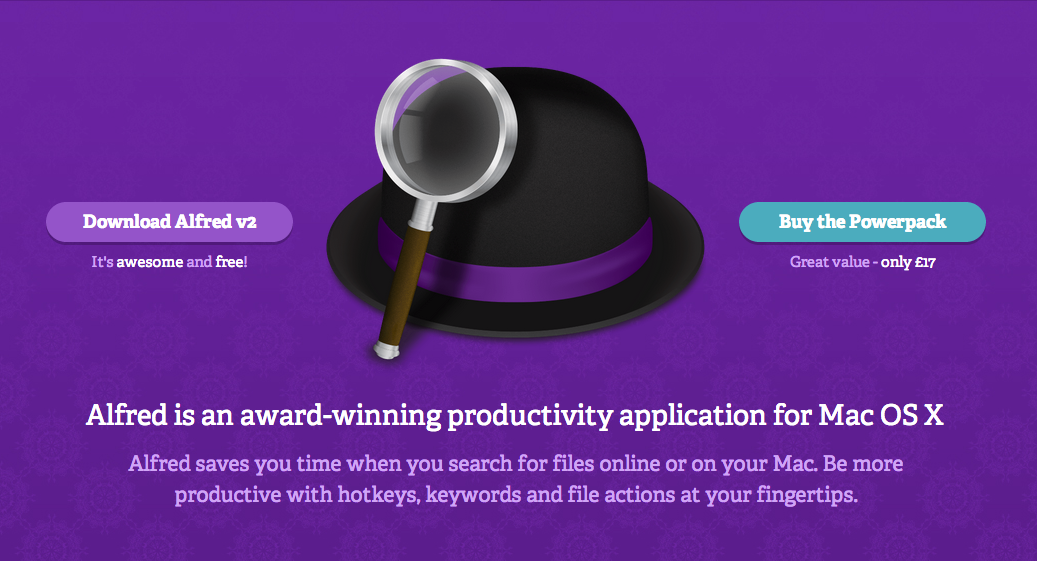 Download Alfred v2
It's awesome and free!
Buy the Powerpack
Great value - only £17
Alfred is an award-winning productivity application for Mac OS X
Alfred saves you time when you search for files online or on your Mac. Be more
productive with hotkeys, keywords and file actions at your fingertips.